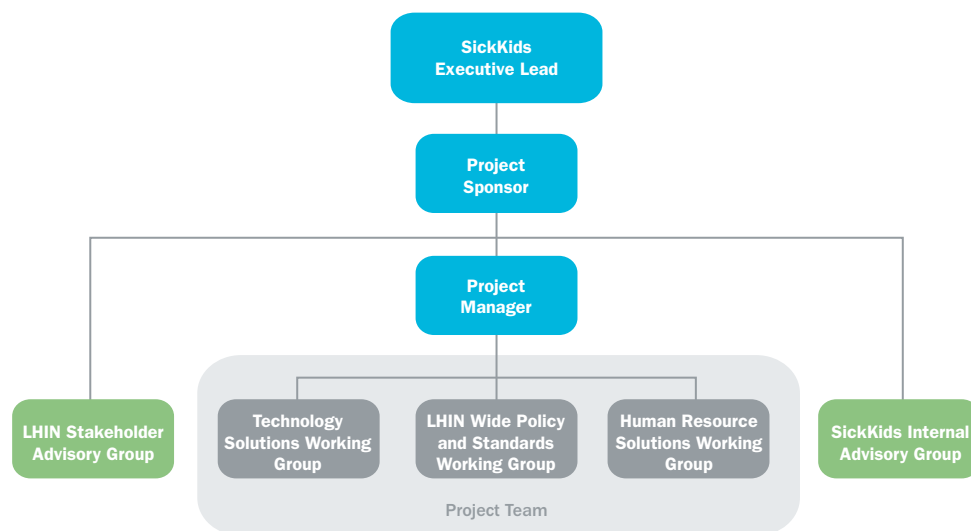 SickKids
Executive Lead
Project
Sponsor
Project
Manager
LHIN Stakeholder
Advisory Group
Technology
Solutions Working
Group
LHIN Wide Policy
and Standards
Working Group
Human Resource
Solutions Working
Group
SickKids Internal
Advisory Group
Project Team